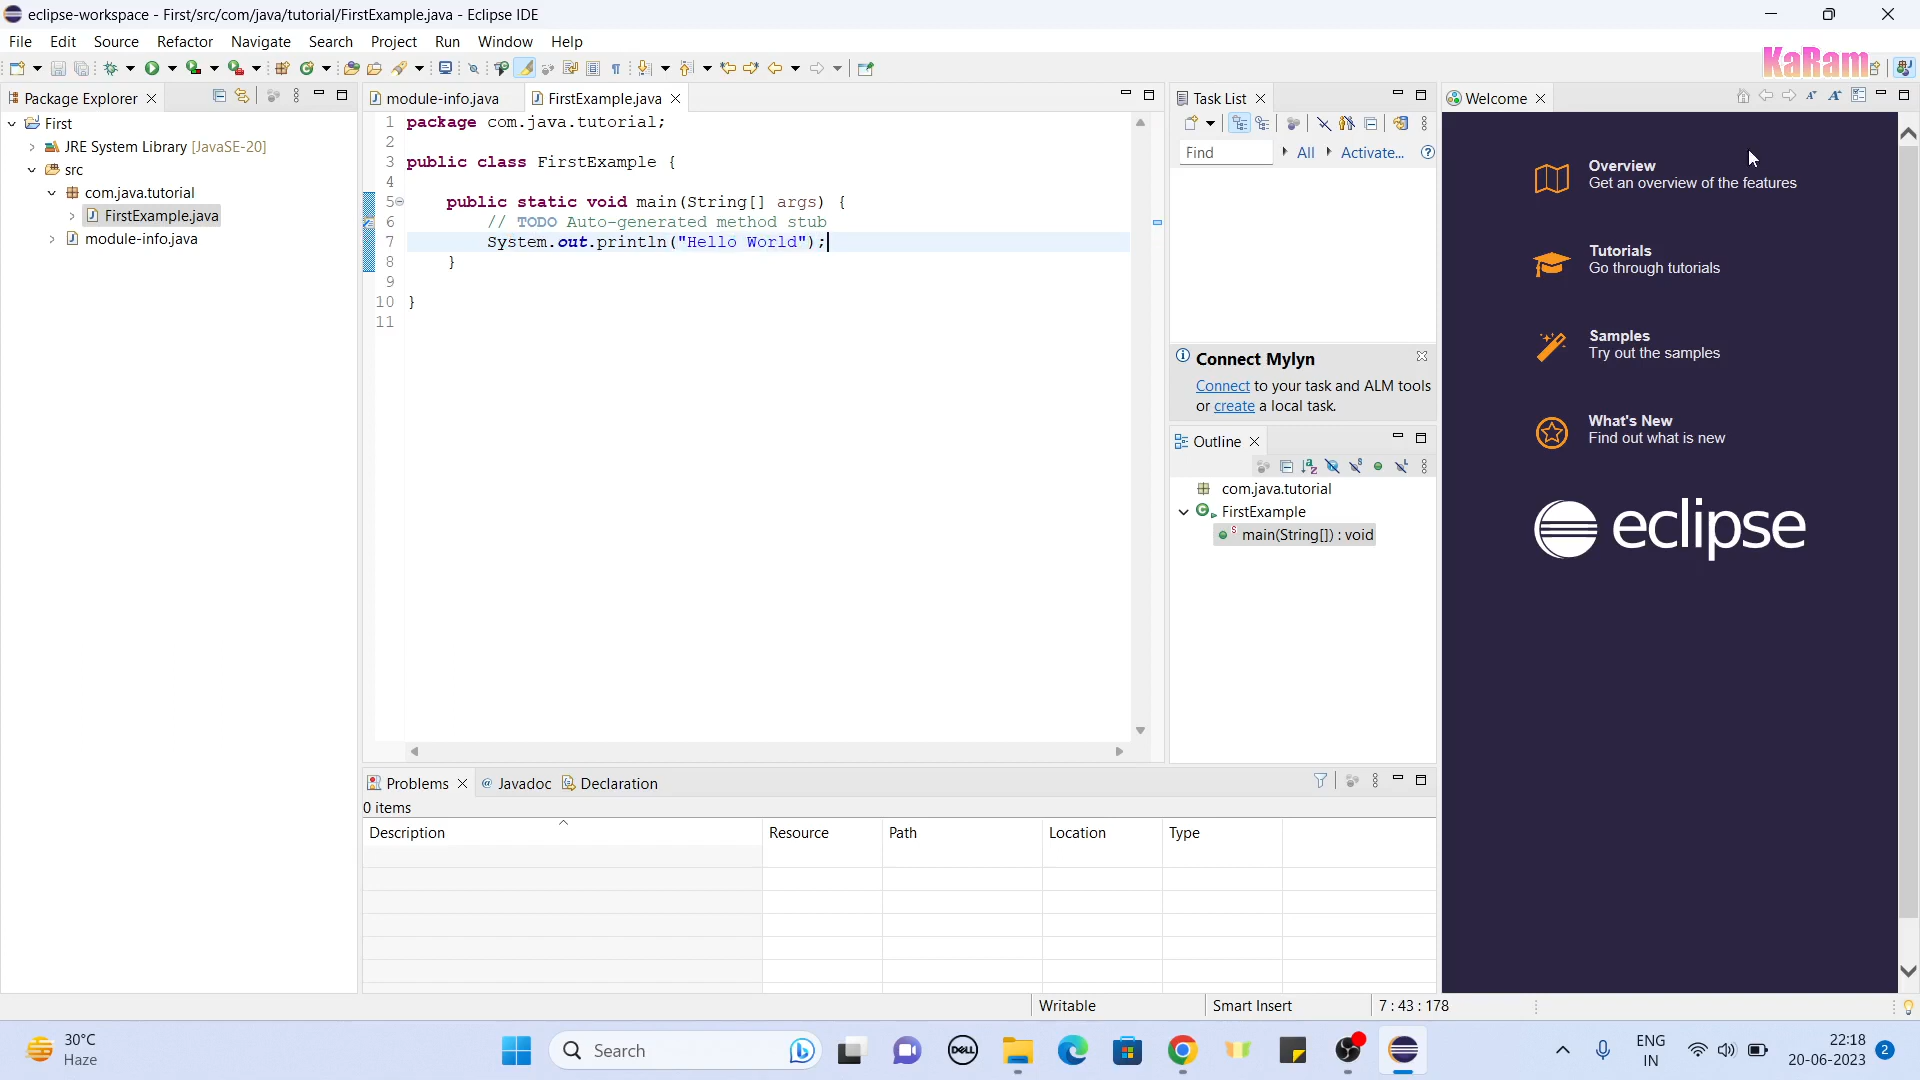 eclipse-workspace - First/src/com/java/tutorial/FirstExample.java - Eclipse IDE
File Edit Source Refactor Navigate Search Project Run Window Help
KaRam
Package Explorer
First
JRE System Library [JavaSE-20]
src
com.java.tutorial
FirstExample.java
module-info.java
module-info.java FirstExample.java
1 package com.java.tutorial;
2
3 public class FirstExample {
4
5 public static void main(String[] args) {
6 // TODO Auto-generated method stub
7 System.out.println("Hello World");
8 }
9
10 }
11
Task List
Find All Activate...
Connect Mylyn
Connect to your task and ALM tools
or create a local task.
Outline
com.java.tutorial
FirstExample
main(String[]) : void
Welcome
Overview
Get an overview of the features
Tutorials
Go through tutorials
Samples
Try out the samples
What's New
Find out what is new
eclipse
Problems @ Javadoc Declaration
0 items
Description Resource Path Location Type
Writable Smart Insert 7 : 43 : 178
30°C
Haze
Search
DELL
ENG
IN
22:18
20-06-2023
2